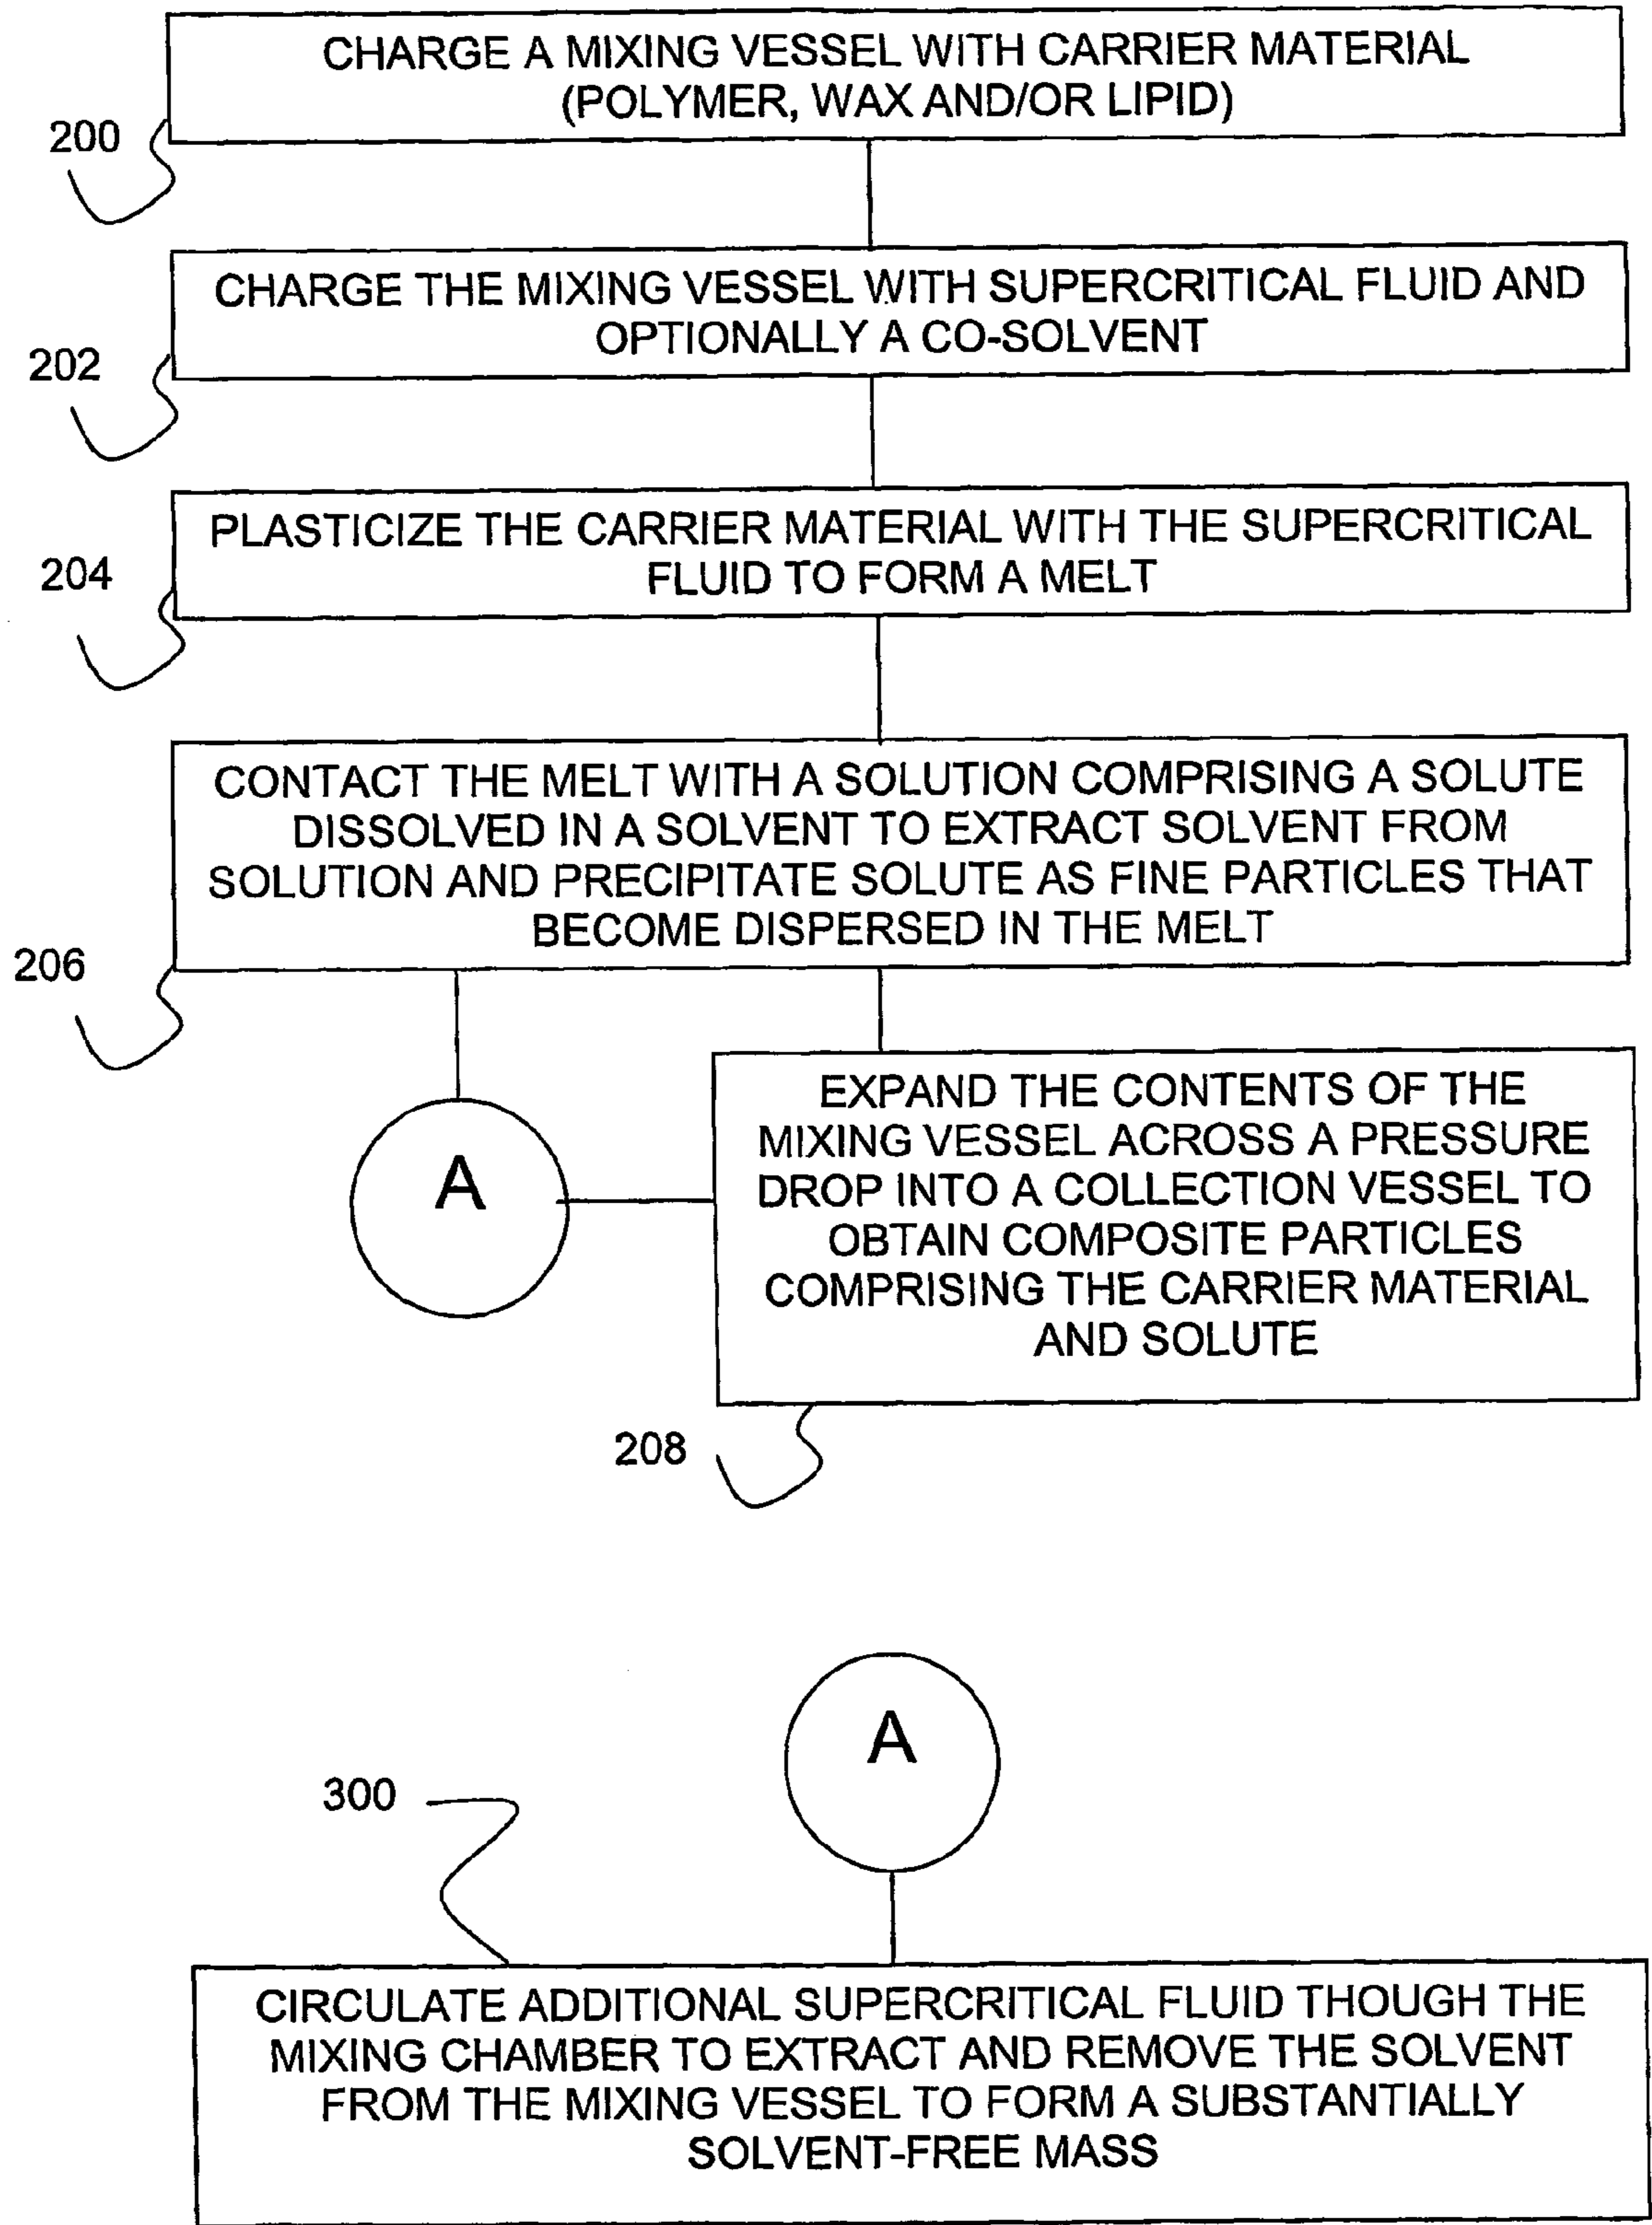 CHARGE A MIXING VESSEL WITH CARRIER MATERIAL
(POLYMER, WAX AND/OR LIPID)
200
CHARGE THE MIXING VESSEL WITH SUPERCRITICAL FLUID AND
OPTIONALLY A CO-SOLVENT
202
PLASTICIZE THE CARRIER MATERIAL WITH THE SUPERCRITICAL
FLUID TO FORM A MELT
204
CONTACT THE MELT WITH A SOLUTION COMPRISING A SOLUTE
DISSOLVED IN A SOLVENT TO EXTRACT SOLVENT FROM
SOLUTION AND PRECIPITATE SOLUTE AS FINE PARTICLES THAT
BECOME DISPERSED IN THE MELT
206
A
EXPAND THE CONTENTS OF THE
MIXING VESSEL ACROSS A PRESSURE
DROP INTO A COLLECTION VESSEL TO
OBTAIN COMPOSITE PARTICLES
COMPRISING THE CARRIER MATERIAL
AND SOLUTE
208
A
300
CIRCULATE ADDITIONAL SUPERCRITICAL FLUID THOUGH THE
MIXING CHAMBER TO EXTRACT AND REMOVE THE SOLVENT
FROM THE MIXING VESSEL TO FORM A SUBSTANTIALLY
SOLVENT-FREE MASS